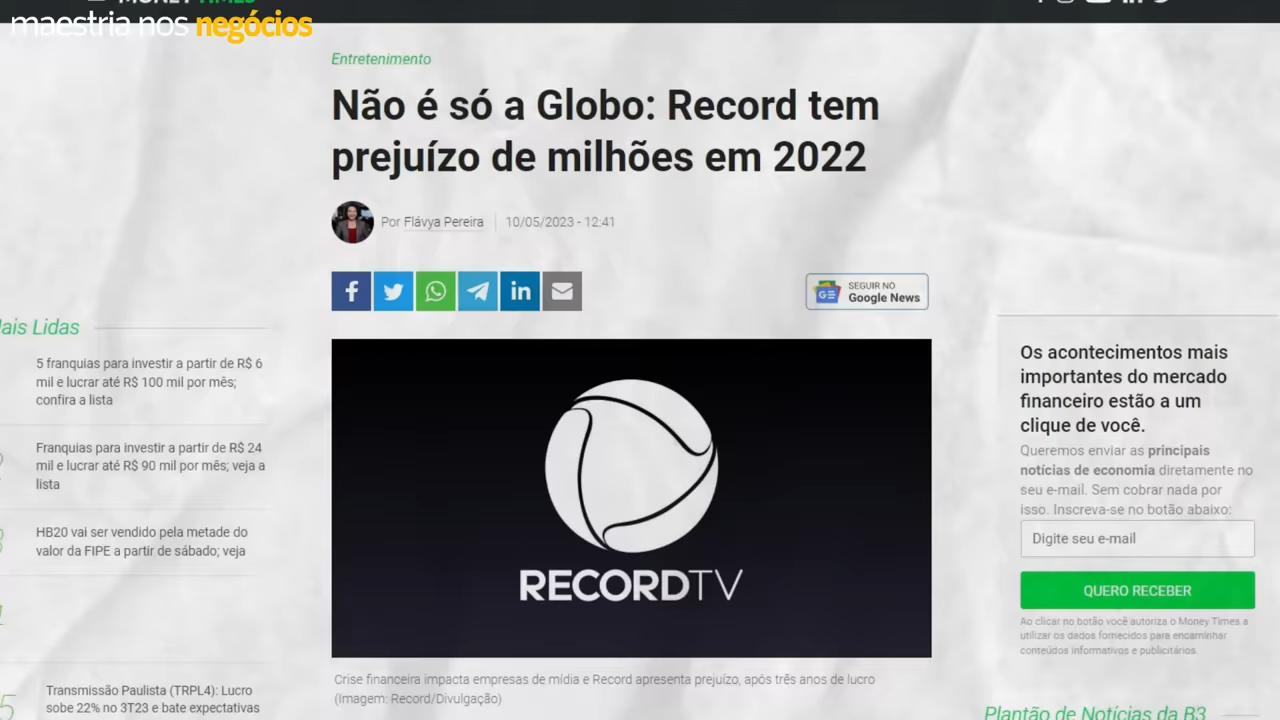 MONEY TIMES
maestria nos negócios
Entretenimento
Não é só a Globo: Record tem
prejuízo de milhões em 2022
Por Flávya Pereira
10/05/2023 - 12:41
SEGUIR NO
Google News
RECORDTV
Crise financeira impacta empresas de mídia e Record apresenta prejuízo, após três anos de lucro
(Imagem: Record/Divulgação)
ais Lidas
5 franquias para investir a partir de R$ 6
mil e lucrar até R$ 100 mil por mês;
confira a lista
Franquias para investir a partir de R$ 24
mil e lucrar até R$ 90 mil por mês; veja a
lista
HB20 vai ser vendido pela metade do
valor da FIPE a partir de sábado; veja
5
Transmissão Paulista (TRPL4): Lucro
sobe 22% no 3T23 e bate expectativas
Os acontecimentos mais
importantes do mercado
financeiro estão a um
clique de você.
Queremos enviar as principais
notícias de economia diretamente no
seu e-mail. Sem cobrar nada por
isso. Inscreva-se no botão abaixo:
Digite seu e-mail
QUERO RECEBER
Ao clicar no botão você autoriza o Money Times a
utilizar os dados fornecidos para encaminhar
conteúdos informativos e publicitários.
Plantão de Notícias da B3